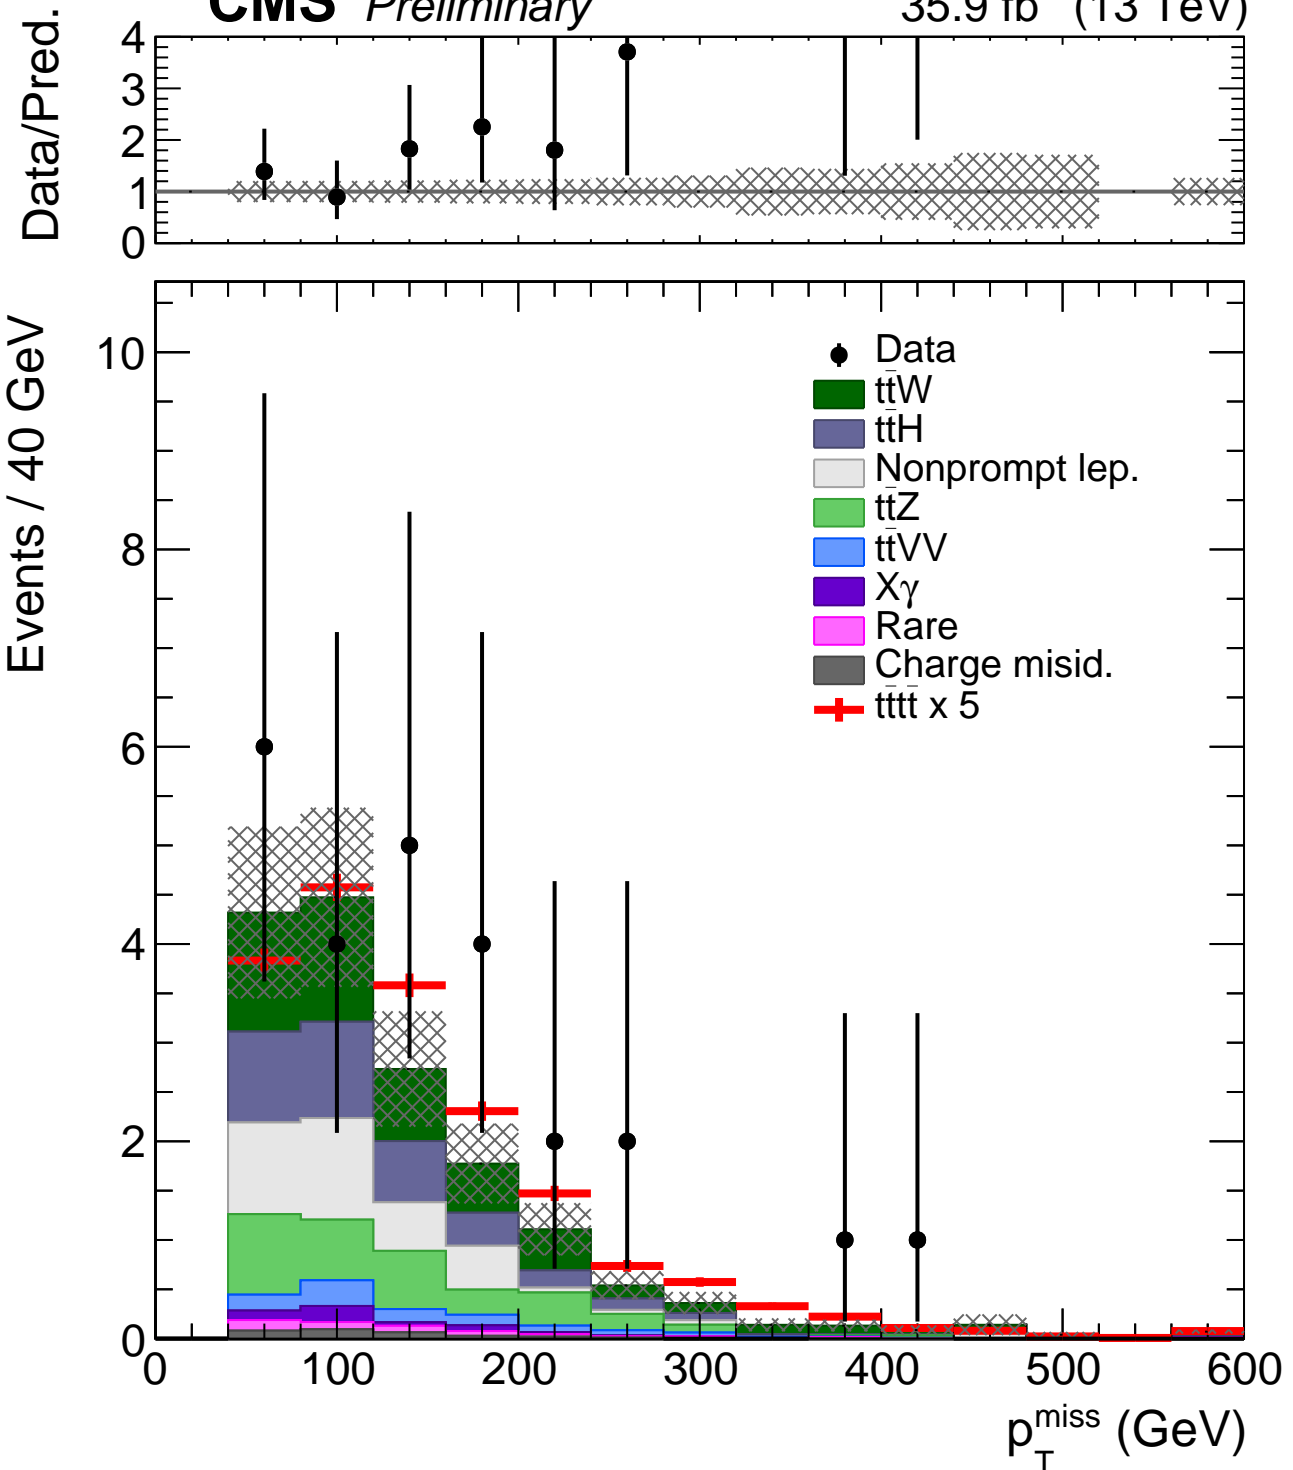 CMS Preliminary 35.9 fb (13 TeV)
Data/Pred.
4
3
2
1
0
Events / 40 GeV
10
8
6
4
2
0
Data
tt̄W
tt̄H
Nonprompt lep.
tt̄Z
tt̄VV
Xγ
Rare
Charge misid.
tt̄tt̄ x 5
0 100 200 300 400 500 600
p_T^miss (GeV)